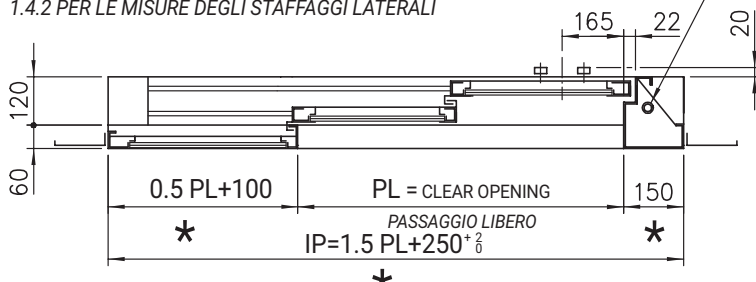 1.4.2 PER LE MISURE DEGLI STAFFAGGI LATERALI
165 22
20
120
60
0.5 PL+100 PL = CLEAR OPENING 150
* PASSAGGIO LIBERO *
IP=1.5 PL+250 +2 0
*